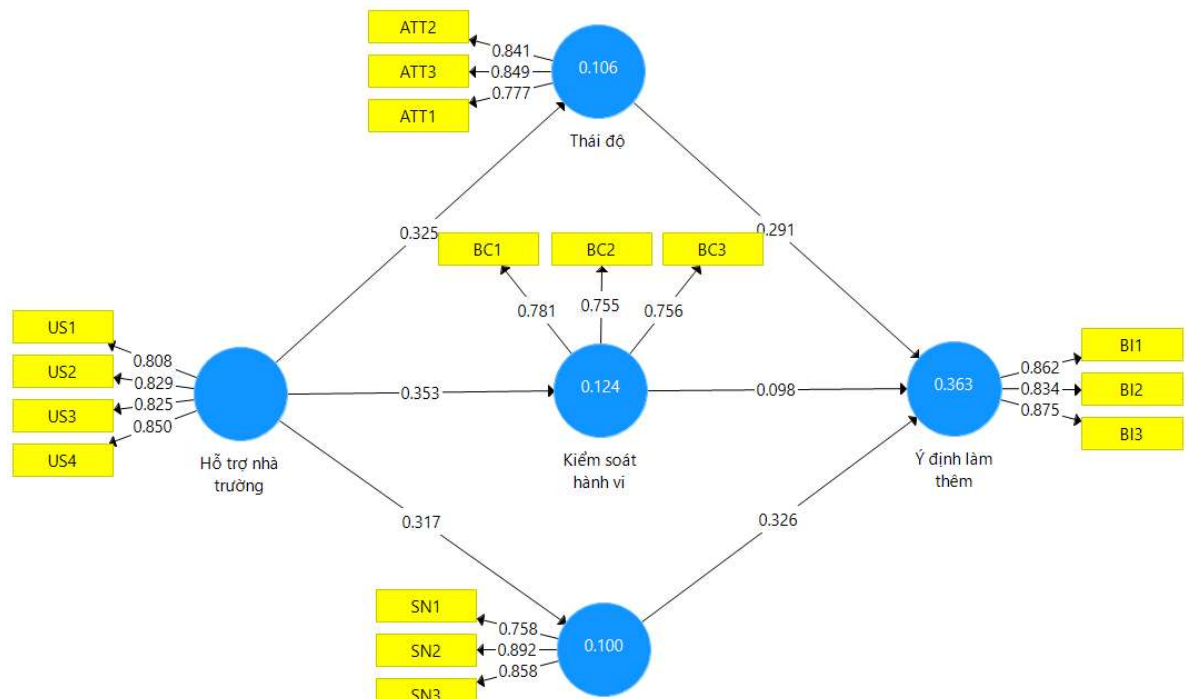 ATT2
0.841
ATT3
0.849
ATT1
0.777
0.106
Thái độ
0.325
0.291
BC1
BC2
BC3
0.781
0.755
0.756
US1
0.808
US2
0.829
US3
0.825
US4
0.850
Hỗ trợ nhà
trường
0.353
0.124
Kiểm soát
hành vi
0.098
0.363
Ý định làm
thêm
BI1
0.862
BI2
0.834
BI3
0.875
0.317
0.326
SN1
0.758
SN2
0.892
SN3
0.858
0.100